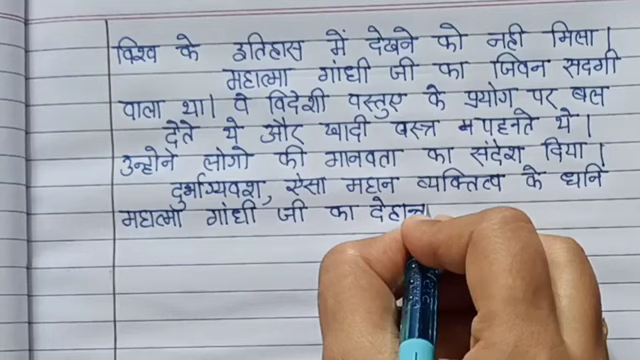 विश्व के इतिहास में देखने को नही मिला।
महात्मा गांधी जी का जिवन सदगी
वाला था। वे विदेशी वस्तुए के प्रयोग पर बल
देते थे और खादी वस्त्र पहनते थे।
उन्होने लोगो की मानवता का संदेश दिया।
दुर्भाग्यवश, ऐसा महान व्यक्तित्व के धनि
महात्मा गांधी जी का